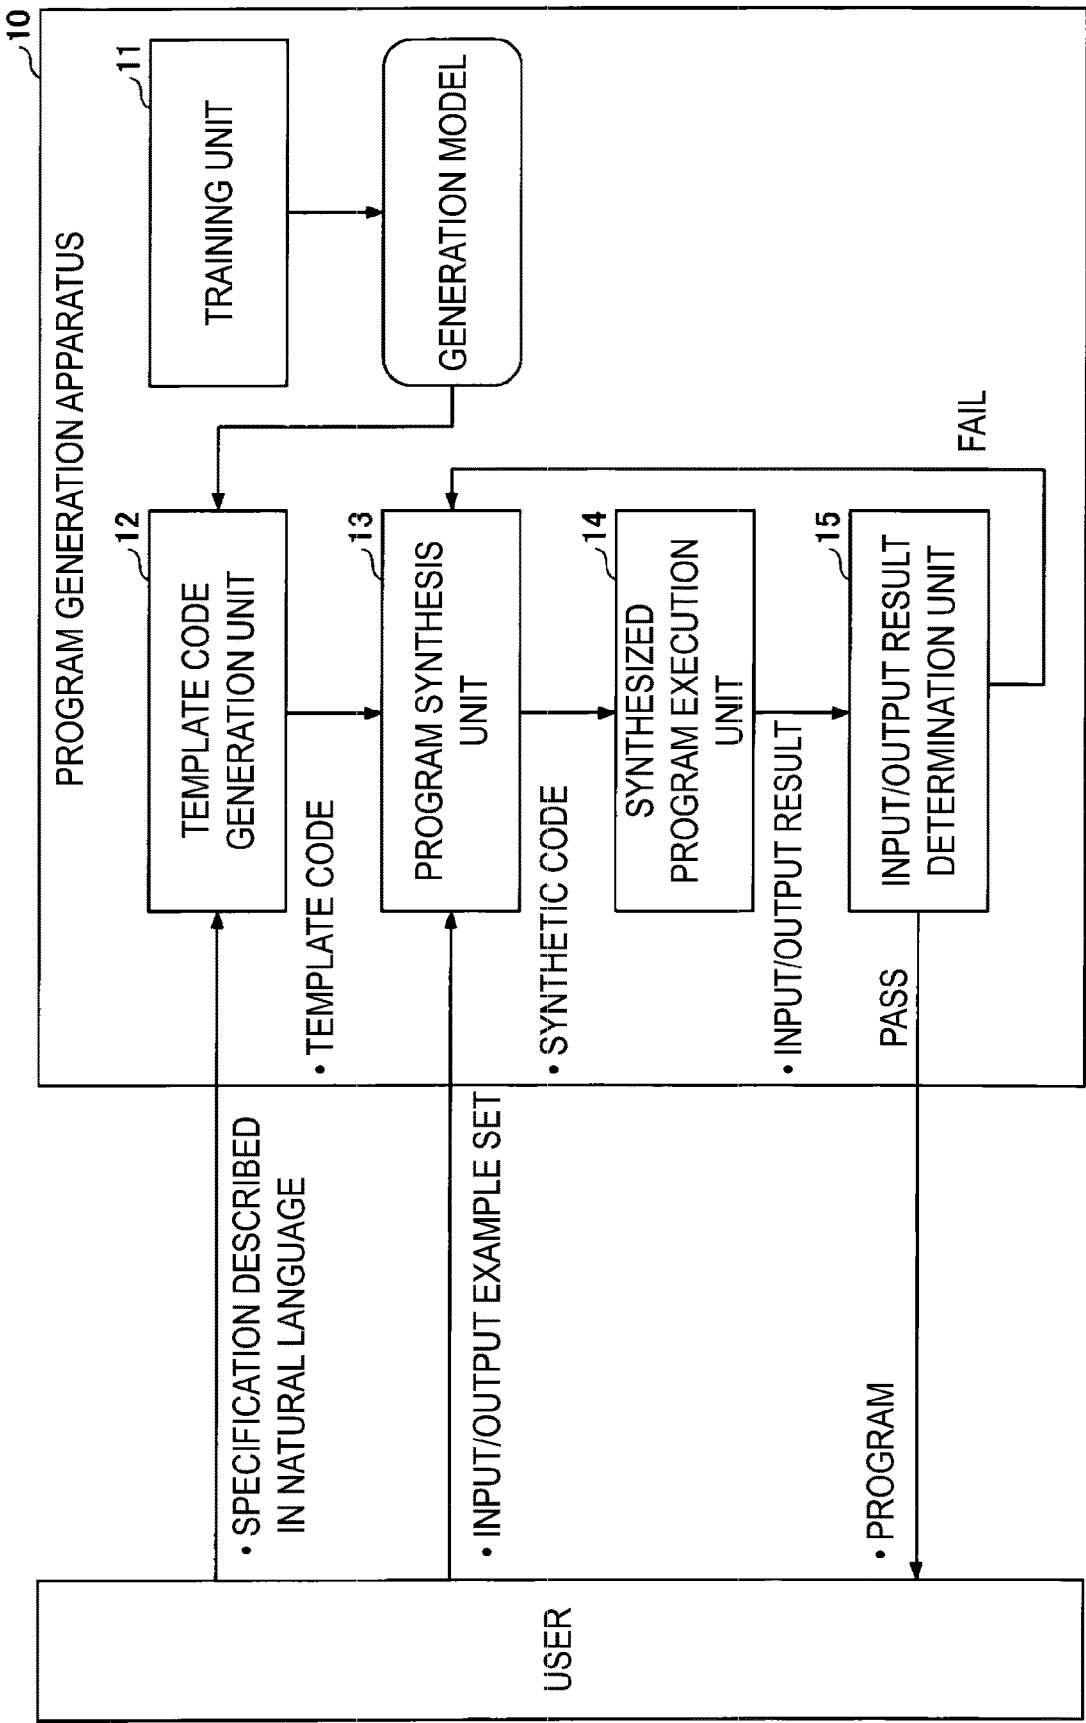 10
PROGRAM GENERATION APPARATUS
11
TRAINING UNIT
GENERATION MODEL
12
TEMPLATE CODE
GENERATION UNIT
• SPECIFICATION DESCRIBED
IN NATURAL LANGUAGE
• TEMPLATE CODE
13
PROGRAM SYNTHESIS
UNIT
• INPUT/OUTPUT EXAMPLE SET
• SYNTHETIC CODE
14
SYNTHESIZED
PROGRAM EXECUTION
UNIT
• INPUT/OUTPUT RESULT
15
INPUT/OUTPUT RESULT
DETERMINATION UNIT
FAIL
PASS
• PROGRAM
USER